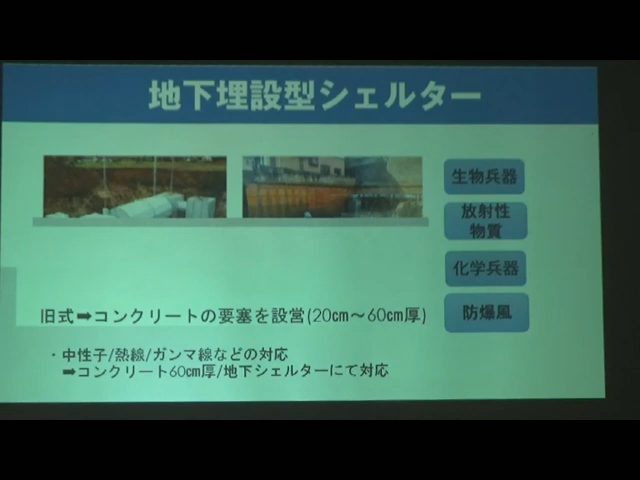 地下埋設型シェルター
生物兵器
放射性
物質
化学兵器
防爆風
旧式➡コンクリートの要塞を設営(20㎝～60㎝厚)
・中性子/熱線/ガンマ線などの対応
➡コンクリート60㎝厚/地下シェルターにて対応